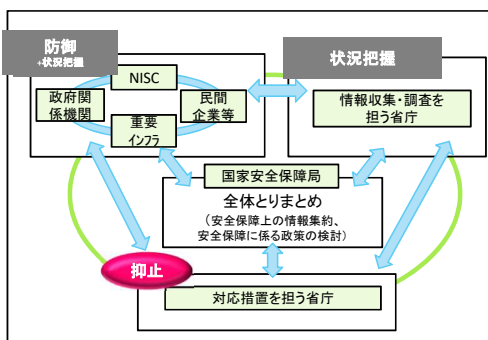 防御
+状況把握
状況把握
NISC
政府関
係機関
民間
企業等
重要
インフラ
情報収集・調査を
担う省庁
国家安全保障局
全体とりまとめ
（安全保障上の情報集約、
安全保障に係る政策の検討）
抑止
対応措置を担う省庁